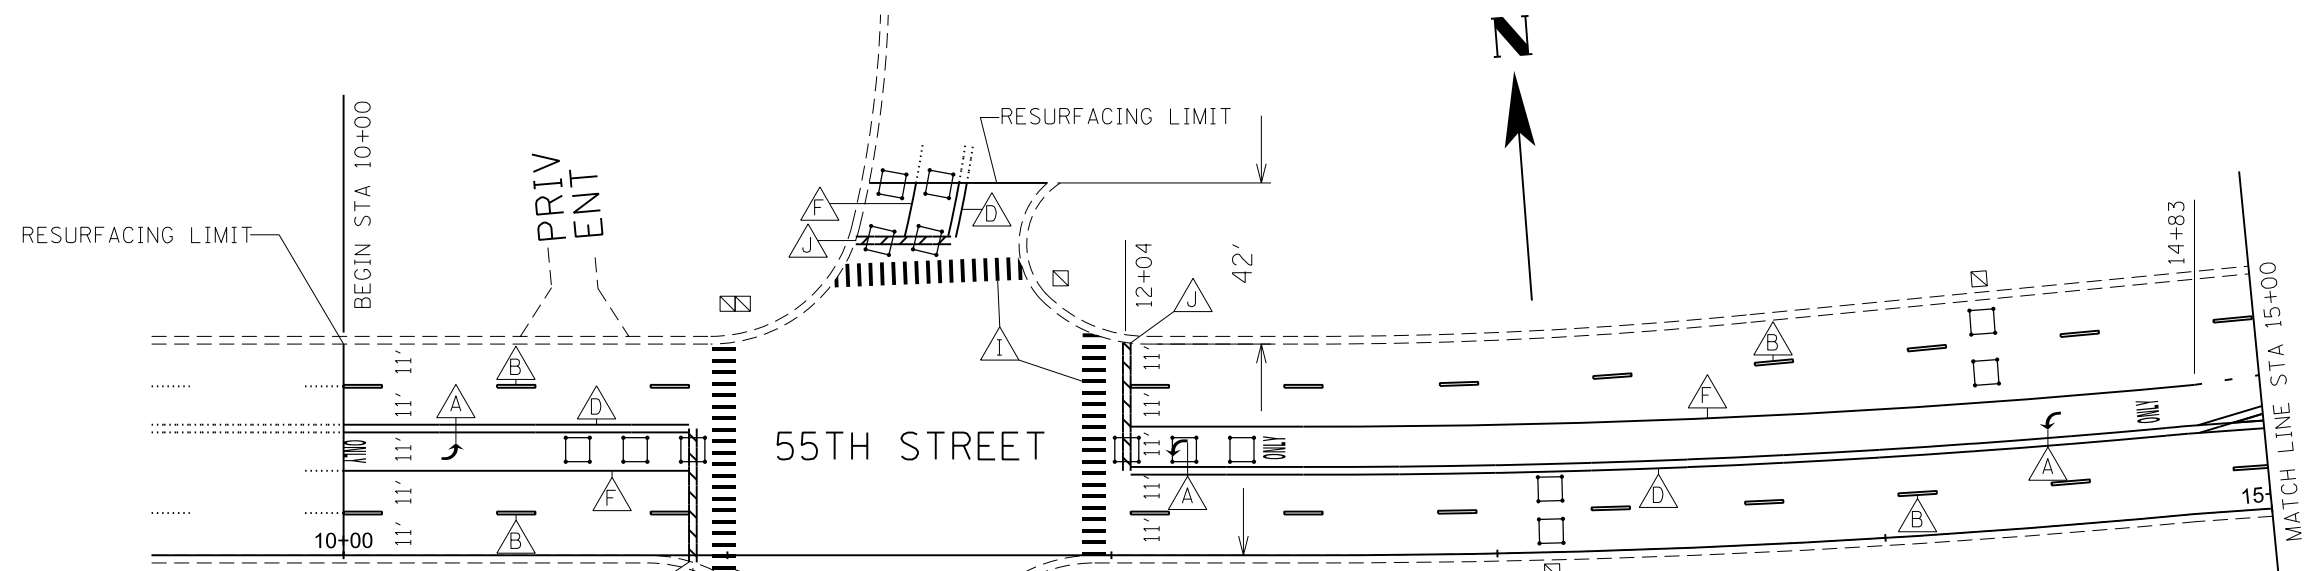 N
RESURFACING LIMIT
BEGIN STA 10+00
PRIV
ENT
F
D
J
RESURFACING LIMIT
14+83
12+04
42'
J
MATCH LINE STA 15+00
I
B
B
11'
11'
11'
11'
11'
A
D
F
B
ONLY
10+00
55TH STREET
11'
11'
11'
11'
11'
ONLY
A
F
D
ONLY
A
B
15